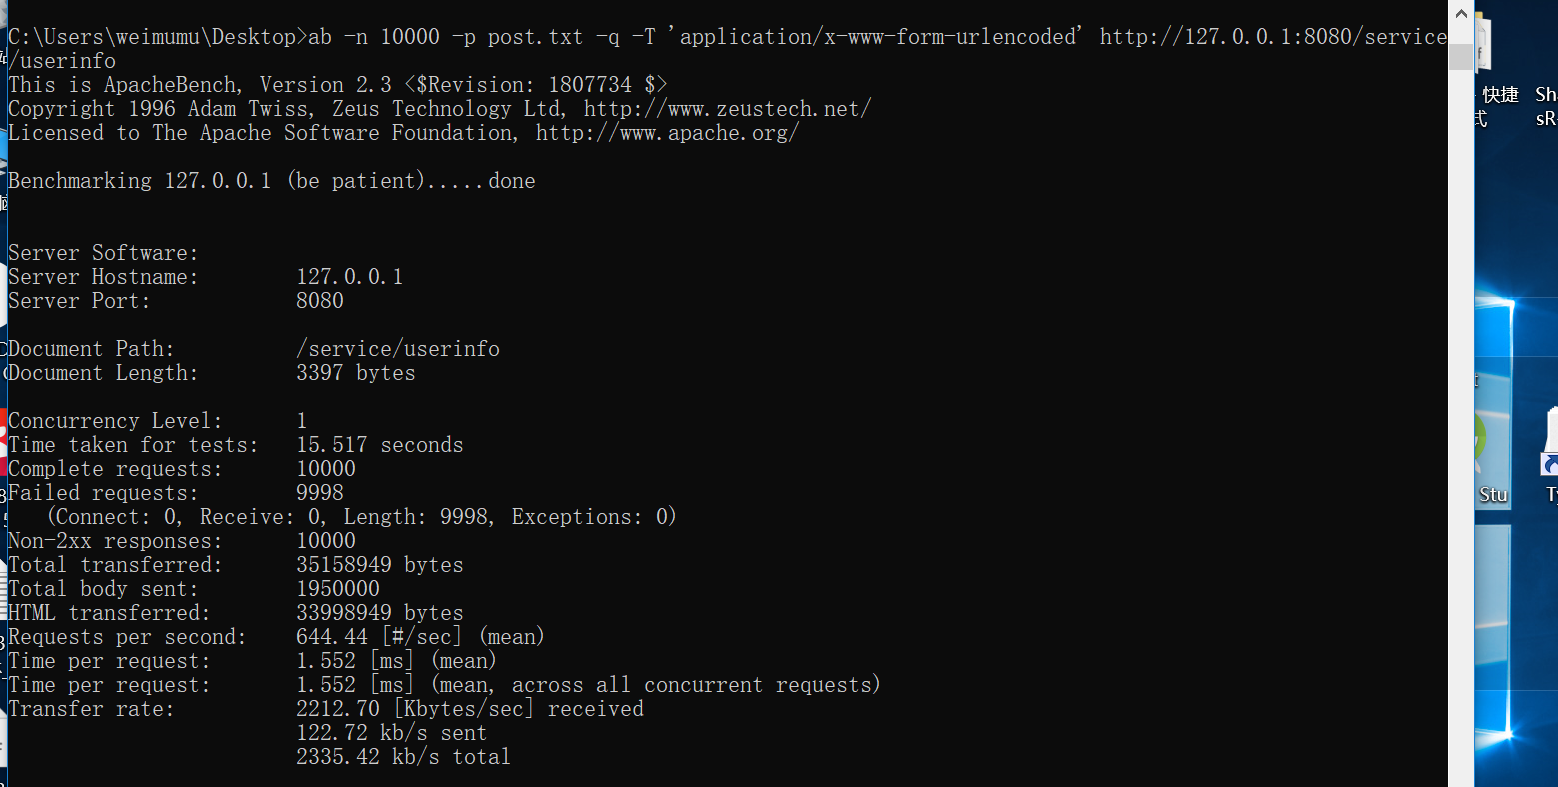 C:\Users\weimumu\Desktop>ab -n 10000 -p post.txt -q -T 'application/x-www-form-urlencoded' http://127.0.0.1:8080/service
/userinfo
This is ApacheBench, Version 2.3 <$Revision: 1807734 $>
Copyright 1996 Adam Twiss, Zeus Technology Ltd, http://www.zeustech.net/
Licensed to The Apache Software Foundation, http://www.apache.org/
Benchmarking 127.0.0.1 (be patient).....done
Server Software:
Server Hostname: 127.0.0.1
Server Port: 8080
Document Path: /service/userinfo
Document Length: 3397 bytes
Concurrency Level: 1
Time taken for tests: 15.517 seconds
Complete requests: 10000
Failed requests: 9998
(Connect: 0, Receive: 0, Length: 9998, Exceptions: 0)
Non-2xx responses: 10000
Total transferred: 35158949 bytes
Total body sent: 1950000
HTML transferred: 33998949 bytes
Requests per second: 644.44 [#/sec] (mean)
Time per request: 1.552 [ms] (mean)
Time per request: 1.552 [ms] (mean, across all concurrent requests)
Transfer rate: 2212.70 [Kbytes/sec] received
122.72 kb/s sent
2335.42 kb/s total
快捷
式
Sha
sR
Stu
Ty